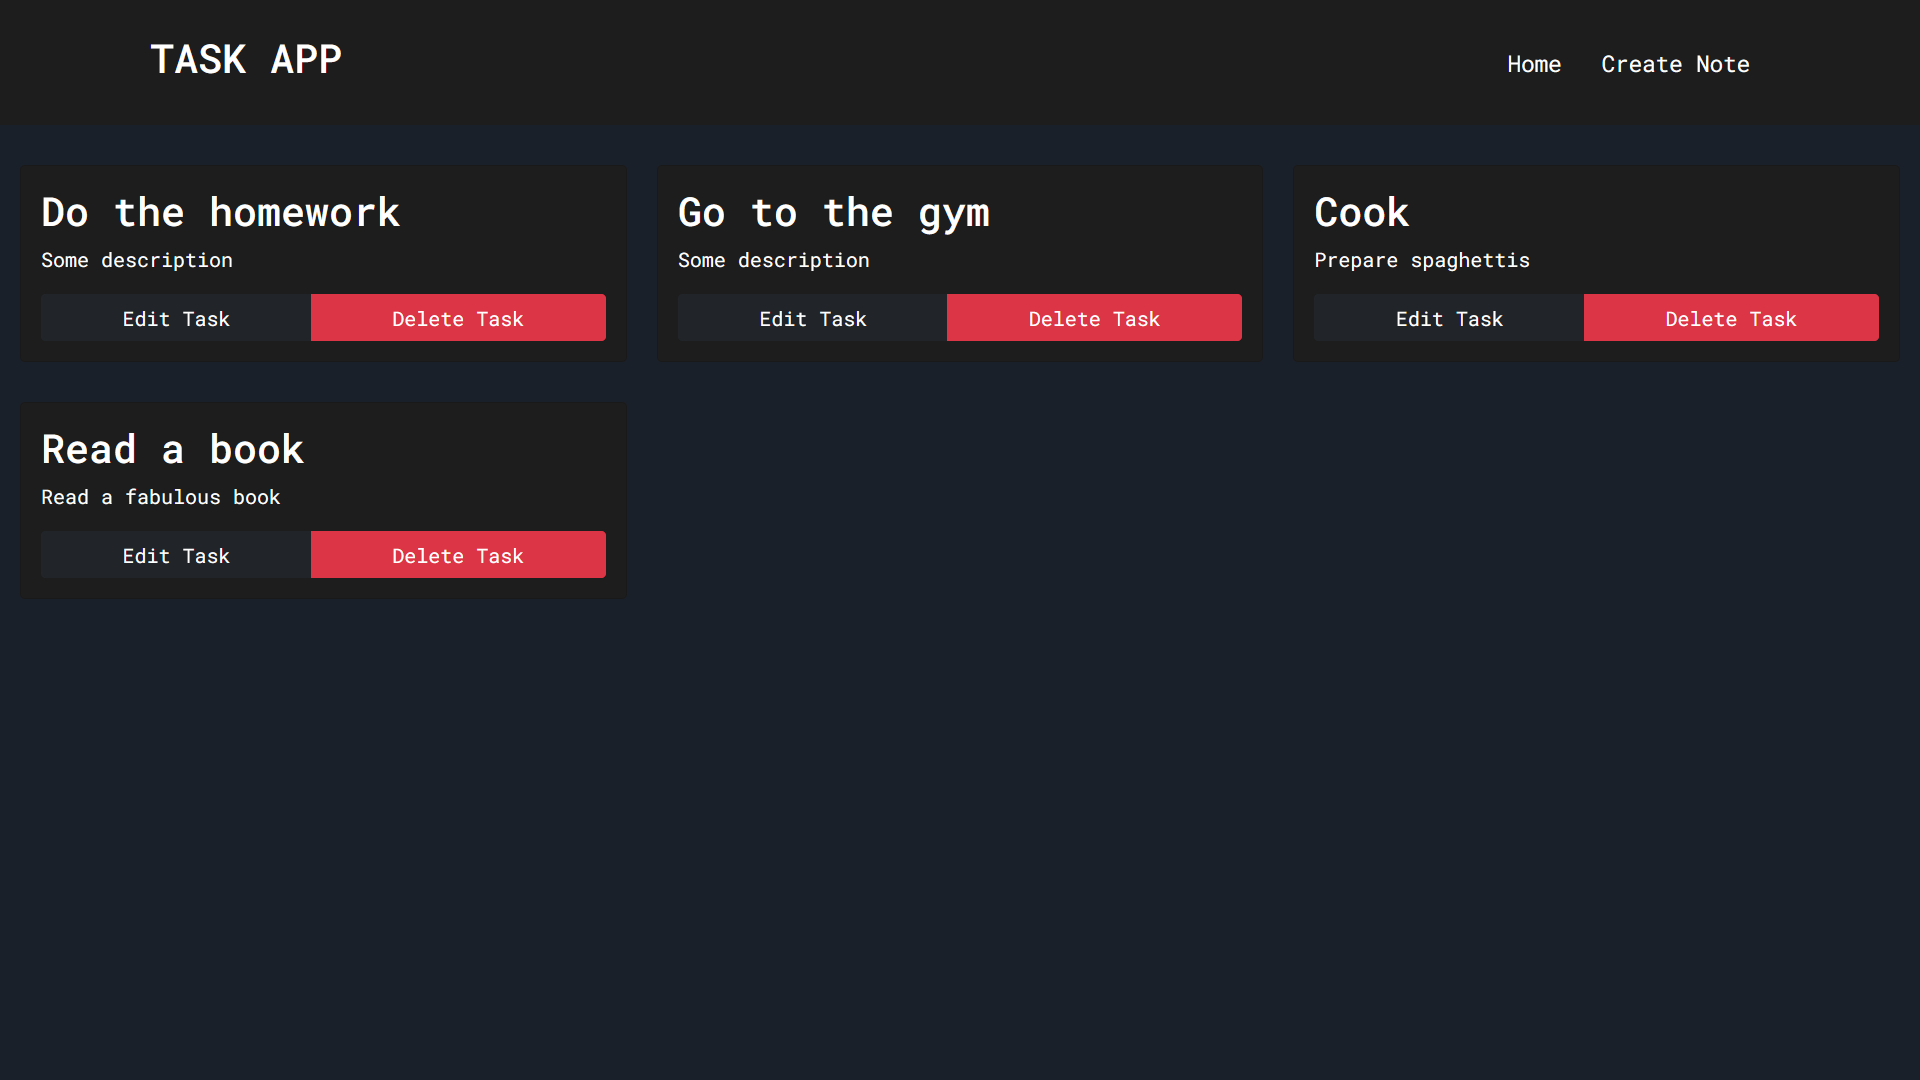 TASK APP
Home
Create Note
Do the homework
Some description
Edit Task
Delete Task
Go to the gym
Some description
Edit Task
Delete Task
Cook
Prepare spaghettis
Edit Task
Delete Task
Read a book
Read a fabulous book
Edit Task
Delete Task